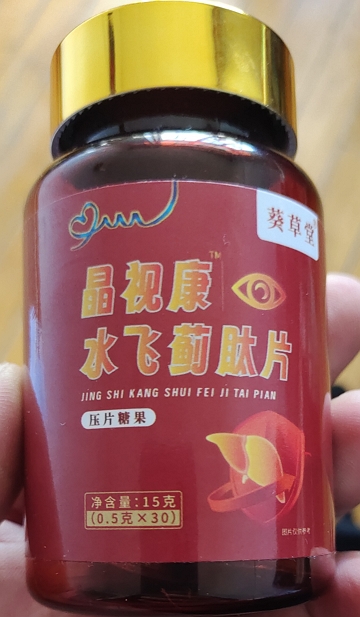 葵草堂
晶视康™
水飞蓟肽片
JING SHI KANG SHUI FEI JI TAI PIAN
压片糖果
净含量：15克
（0.5克×30）
图片仅供参考